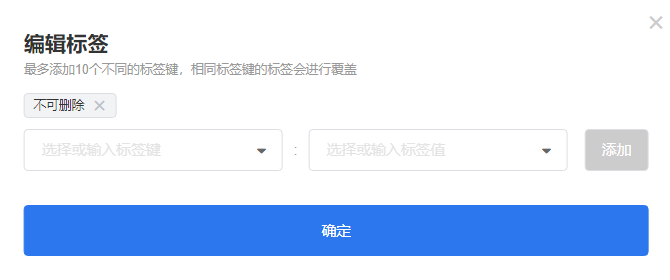 编辑标签
最多添加10个不同的标签键，相同标签键的标签会进行覆盖
不可删除
选择或输入标签键 : 选择或输入标签值 添加
确定